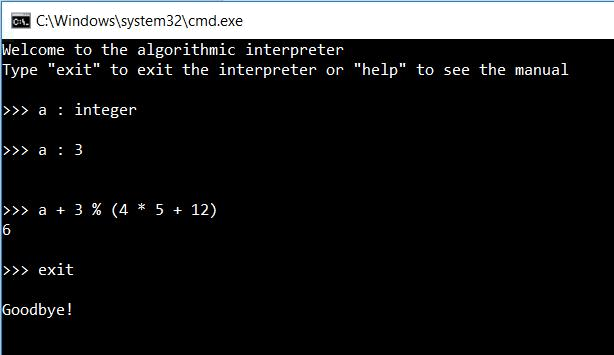 C:\Windows\system32\cmd.exe
Welcome to the algorithmic interpreter
Type "exit" to exit the interpreter or "help" to see the manual
>>> a : integer
>>> a : 3
>>> a + 3 % (4 * 5 + 12)
6
>>> exit
Goodbye!